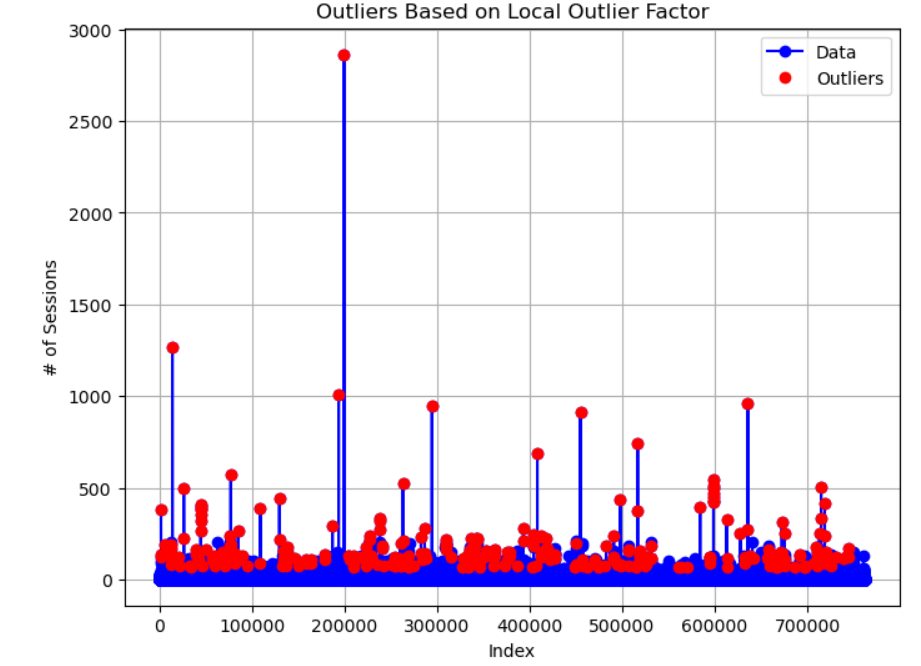 Outliers Based on Local Outlier Factor
3000
2500
2000
1500
1000
500
0
# of Sessions
Data
Outliers
0 100000 200000 300000 400000 500000 600000 700000
Index